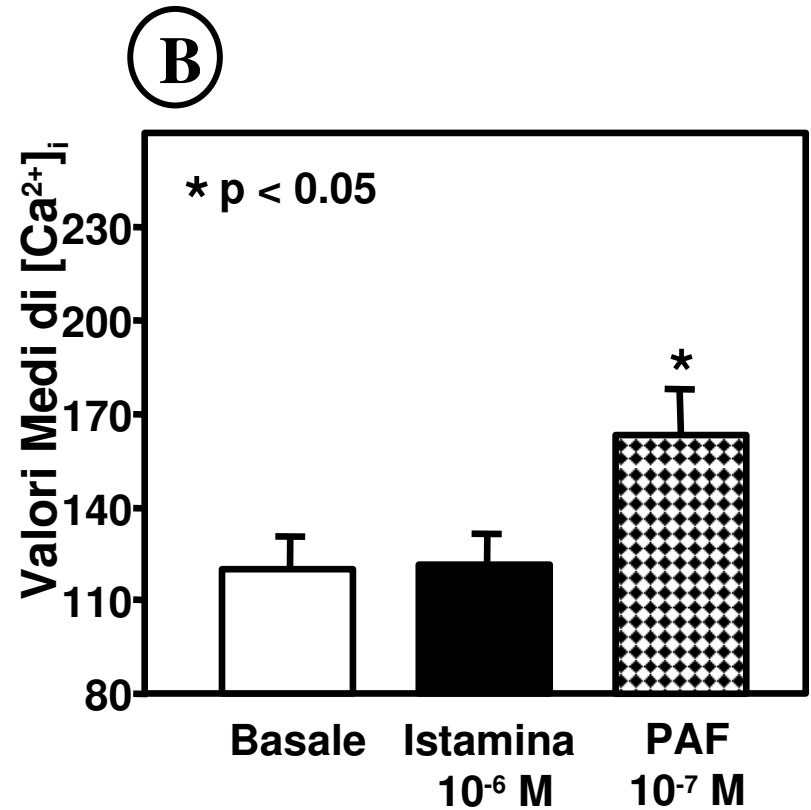 B
Valori Medi di [Ca²⁺]ᵢ
* p < 0.05
230
200
170
140
110
80
*
Basale Istamina PAF
10⁻⁶ M 10⁻⁷ M